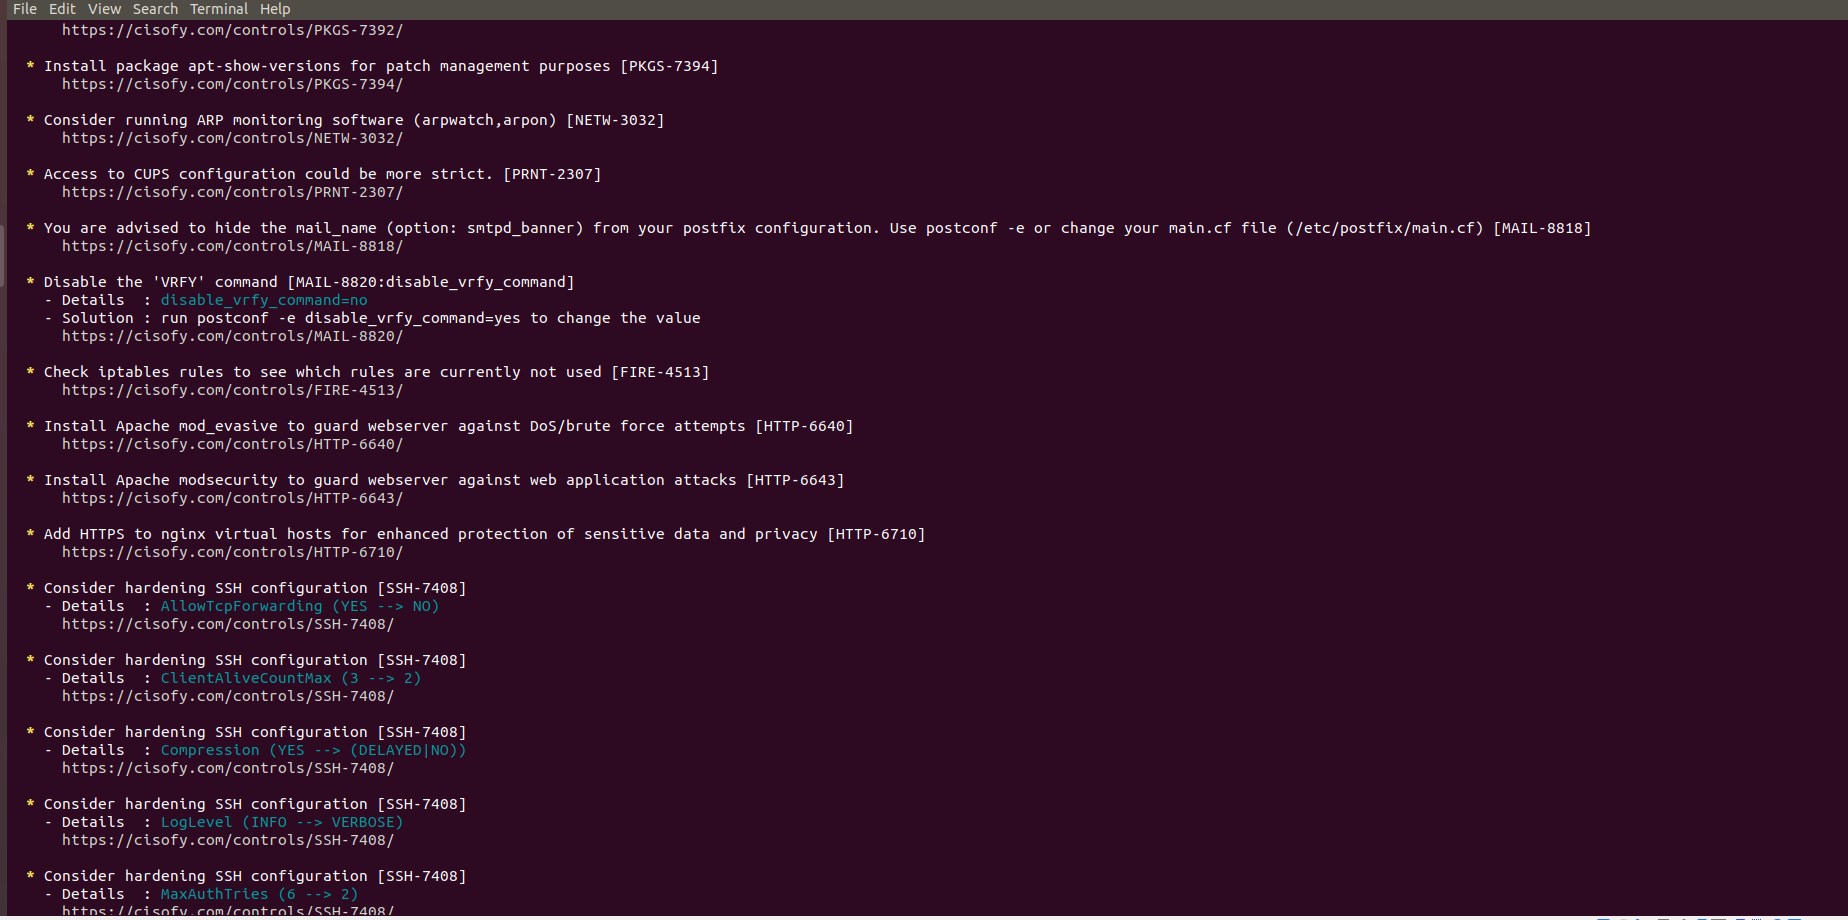 File Edit View Search Terminal Help
https://cisofy.com/controls/PKGS-7392/
* Install package apt-show-versions for patch management purposes [PKGS-7394]
https://cisofy.com/controls/PKGS-7394/
* Consider running ARP monitoring software (arpwatch,arpon) [NETW-3032]
https://cisofy.com/controls/NETW-3032/
* Access to CUPS configuration could be more strict. [PRNT-2307]
https://cisofy.com/controls/PRNT-2307/
* You are advised to hide the mail_name (option: smtpd_banner) from your postfix configuration. Use postconf -e or change your main.cf file (/etc/postfix/main.cf) [MAIL-8818]
https://cisofy.com/controls/MAIL-8818/
* Disable the 'VRFY' command [MAIL-8820:disable_vrfy_command]
- Details  : disable_vrfy_command=no
- Solution : run postconf -e disable_vrfy_command=yes to change the value
https://cisofy.com/controls/MAIL-8820/
* Check iptables rules to see which rules are currently not used [FIRE-4513]
https://cisofy.com/controls/FIRE-4513/
* Install Apache mod_evasive to guard webserver against DoS/brute force attempts [HTTP-6640]
https://cisofy.com/controls/HTTP-6640/
* Install Apache modsecurity to guard webserver against web application attacks [HTTP-6643]
https://cisofy.com/controls/HTTP-6643/
* Add HTTPS to nginx virtual hosts for enhanced protection of sensitive data and privacy [HTTP-6710]
https://cisofy.com/controls/HTTP-6710/
* Consider hardening SSH configuration [SSH-7408]
- Details  : AllowTcpForwarding (YES --> NO)
https://cisofy.com/controls/SSH-7408/
* Consider hardening SSH configuration [SSH-7408]
- Details  : ClientAliveCountMax (3 --> 2)
https://cisofy.com/controls/SSH-7408/
* Consider hardening SSH configuration [SSH-7408]
- Details  : Compression (YES --> (DELAYED|NO))
https://cisofy.com/controls/SSH-7408/
* Consider hardening SSH configuration [SSH-7408]
- Details  : LogLevel (INFO --> VERBOSE)
https://cisofy.com/controls/SSH-7408/
* Consider hardening SSH configuration [SSH-7408]
- Details  : MaxAuthTries (6 --> 2)
https://cisofy.com/controls/SSH-7408/